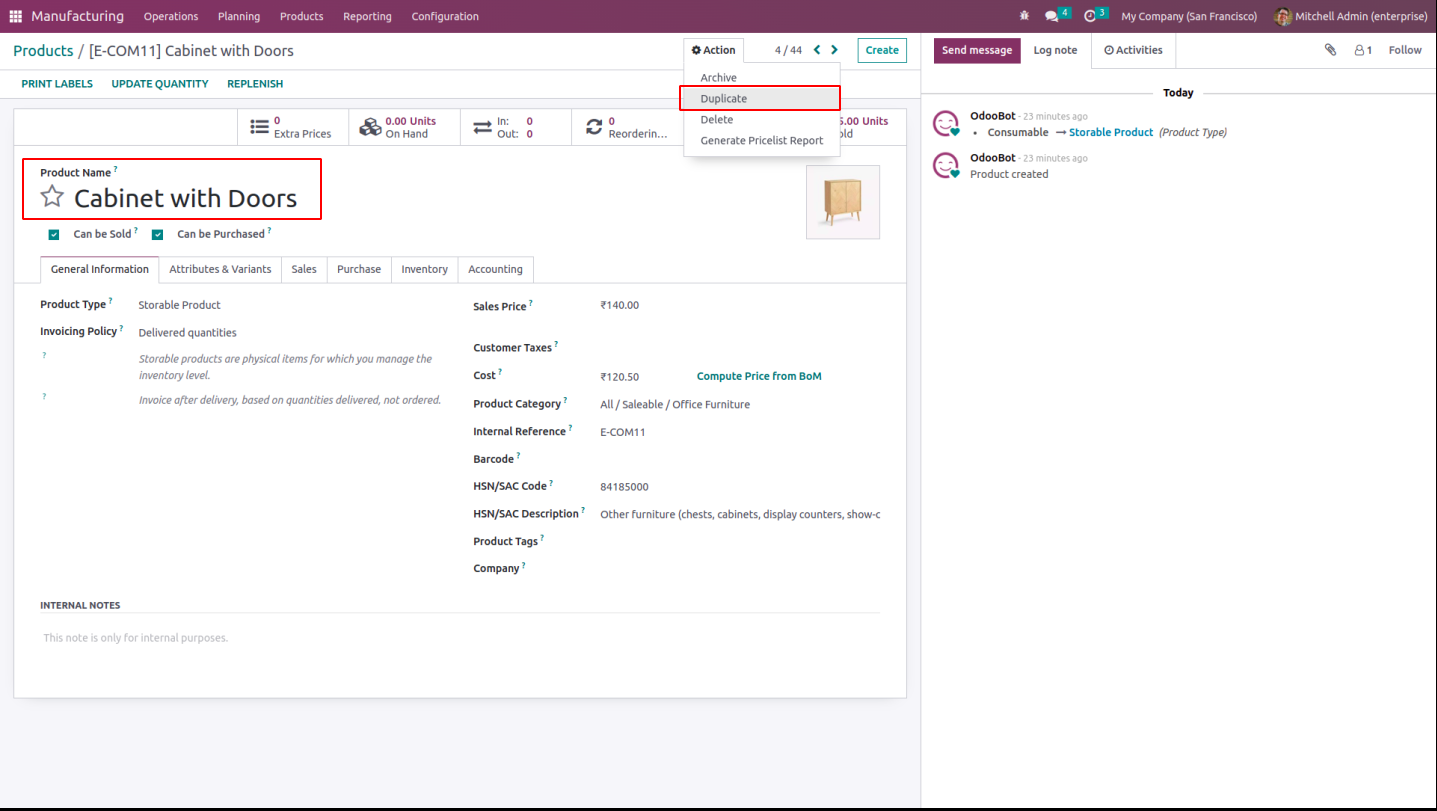 Manufacturing Operations Planning Products Reporting Configuration 4 3 My Company (San Francisco) Mitchell Admin (enterprise)
Products / [E-COM11] Cabinet with Doors Action 4 / 44 Create
Send message Log note Activities 1 Follow
PRINT LABELS UPDATE QUANTITY REPLENISH
Archive
Duplicate
Delete
Generate Pricelist Report
0
Extra Prices
0.00 Units
On Hand
In: 0
Out: 0
0
Reorderin...
5.00 Units
Product Name ?
Cabinet with Doors
Can be Sold ? Can be Purchased ?
General Information Attributes & Variants Sales Purchase Inventory Accounting
Product Type ? Storable Product
Invoicing Policy ? Delivered quantities
? Storable products are physical items for which you manage the
inventory level.
? Invoice after delivery, based on quantities delivered, not ordered.
Sales Price ? ₹140.00
Customer Taxes ?
Cost ? ₹120.50 Compute Price from BoM
Product Category ? All / Saleable / Office Furniture
Internal Reference ? E-COM11
Barcode ?
HSN/SAC Code ? 84185000
HSN/SAC Description ? Other furniture (chests, cabinets, display counters, show-c
Product Tags ?
Company ?
INTERNAL NOTES
This note is only for internal purposes.
Today
OdooBot - 23 minutes ago
• Consumable → Storable Product (Product Type)
OdooBot - 23 minutes ago
Product created